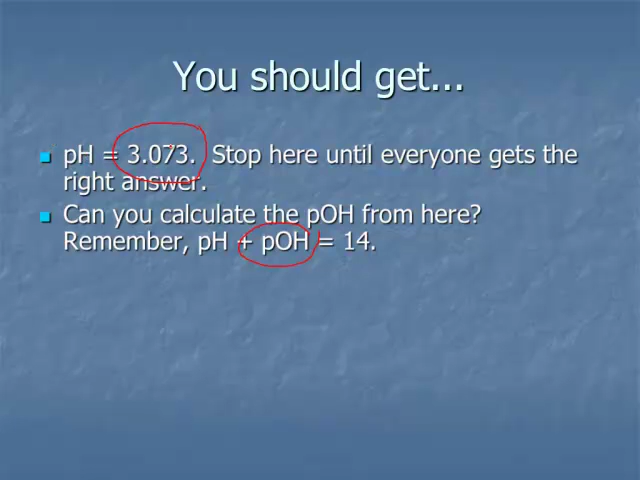 You should get...
pH = 3.073.  Stop here until everyone gets the
right answer.
Can you calculate the pOH from here?
Remember, pH + pOH = 14.